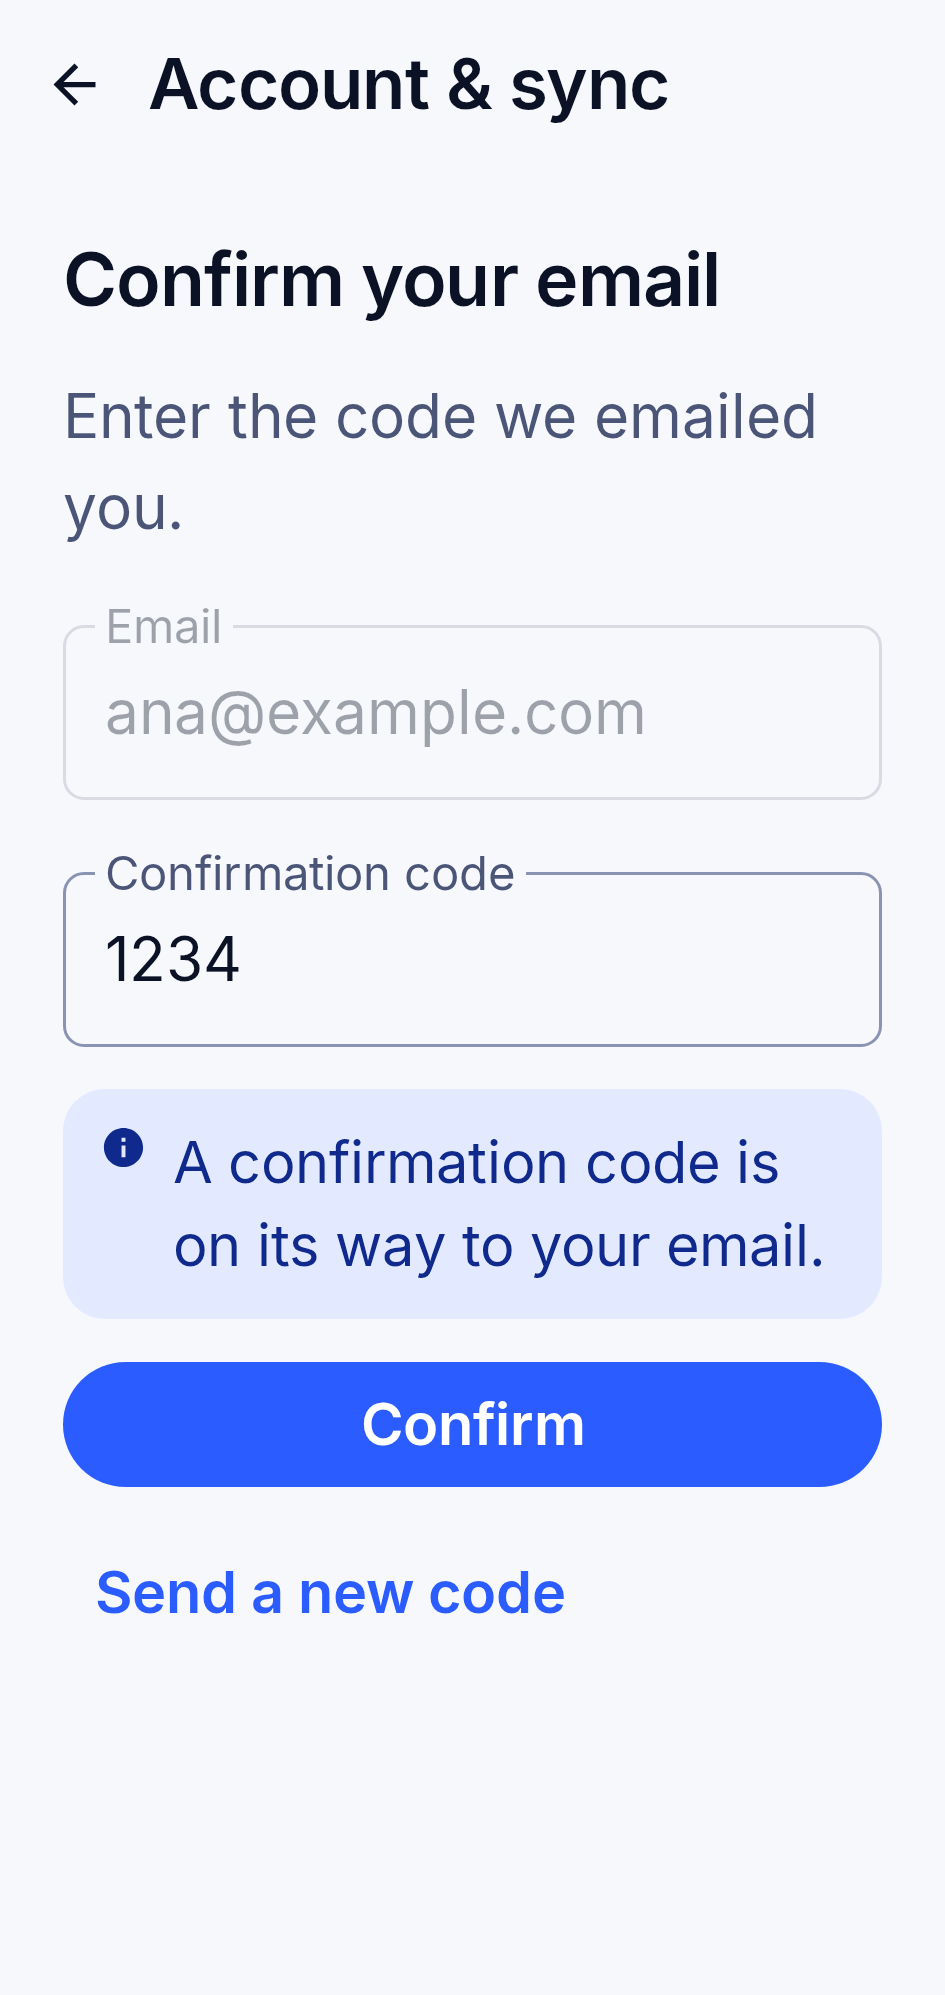 Account & sync
Confirm your email
Enter the code we emailed
you.
Email
ana@example.com
Confirmation code
1234
A confirmation code is
on its way to your email.
Confirm
Send a new code